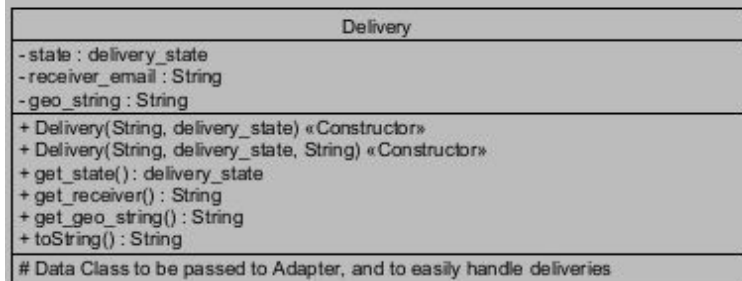 Delivery
- state : delivery_state
- receiver_email : String
- geo_string : String
+ Delivery(String, delivery_state) «Constructor»
+ Delivery(String, delivery_state, String) «Constructor»
+ get_state() : delivery_state
+ get_receiver() : String
+ get_geo_string() : String
+ toString() : String
# Data Class to be passed to Adapter, and to easily handle deliveries